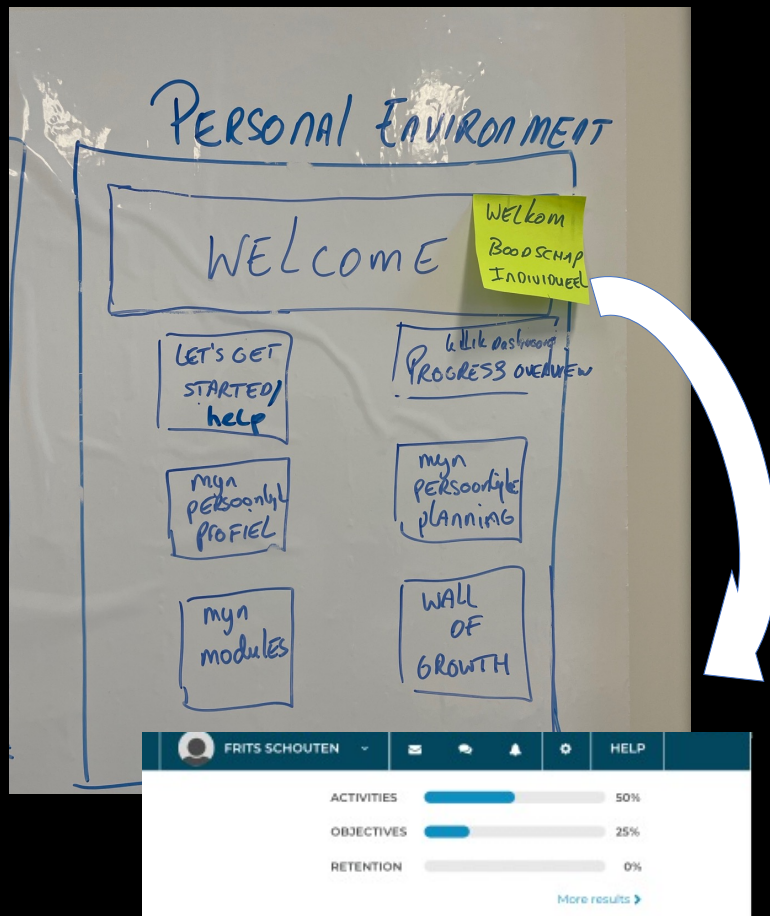 PERSONAL ENVIRONMENT
WELCOME
WELKOM
BOODSCHAP
INDIVIDUEEL
LET'S GET
STARTED/
help
PROGRESS OVERVIEW
myn
PERSOONLYK
PROFIEL
myn
PERSOONLYKE
PLANNING
myn
modules
WALL
OF
GROWTH
FRITS SCHOUTEN
HELP
ACTIVITIES 50%
OBJECTIVES 25%
RETENTION 0%
More results